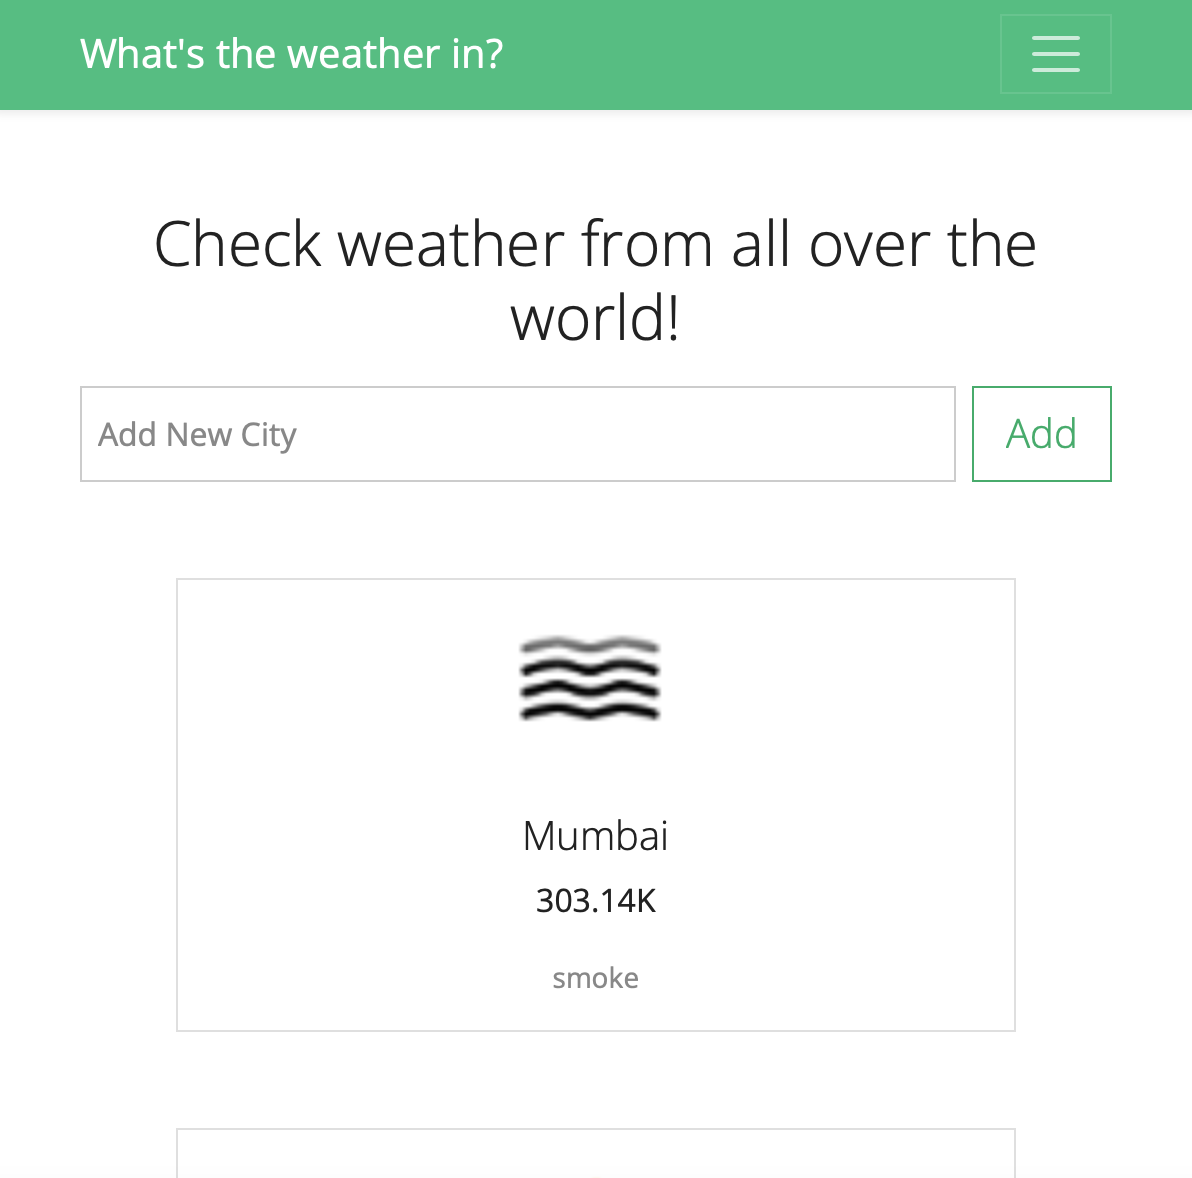 What's the weather in?
Check weather from all over the
world!
Add New City
Add
Mumbai
303.14K
smoke